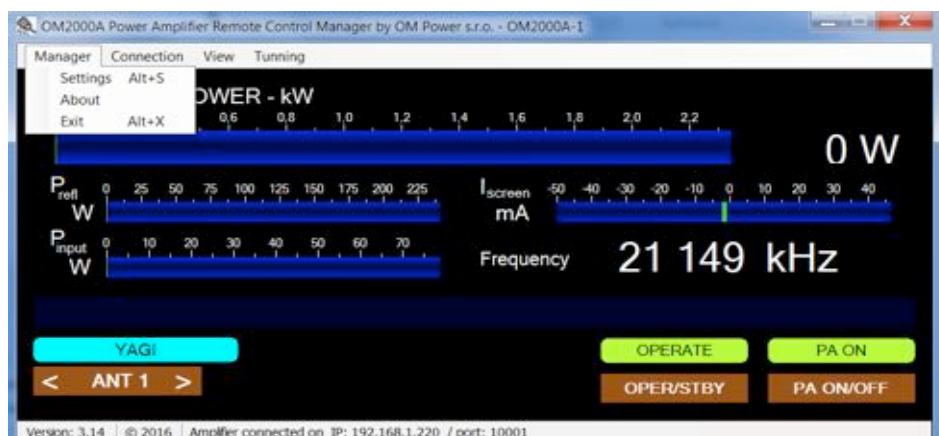 OM2000A Power Amplifier Remote Control Manager by OM Power s.r.o. - OM2000A-1
Manager Connection View Tunning
Settings Alt+S
About
Exit Alt+X
OWER - kW
0,6 0,8 1,0 1,2 1,4 1,6 1,8 2,0 2,2
0 W
Prefl W
0 25 50 75 100 125 150 175 200 225
Iscreen mA
-50 -40 -30 -20 -10 0 10 20 30 40
Pinput W
0 10 20 30 40 50 60 70
Frequency 21 149 kHz
YAGI
OPERATE PA ON
< ANT 1 >
OPER/STBY PA ON/OFF
Version: 3.14 © 2016 Amplifier connected on IP: 192.168.1.220 / port: 10001